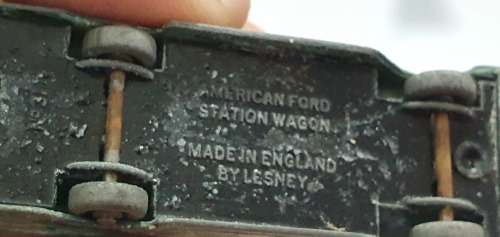 AMERICAN FORD
STATION WAGON
MADE IN ENGLAND
BY LESNEY